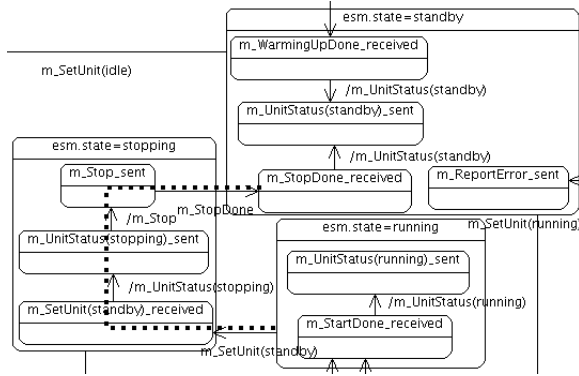 esm.state=standby
m_WarmingUpDone_received
m_SetUnit(idle)
/m_UnitStatus(standby)
m_UnitStatus(standby)_sent
esm.state=stopping
/m_UnitStatus(standby)
m_Stop_sent
m_StopDone_received
m_ReportError_sent
m_StopDone
/m_Stop
m_SetUnit(running)
esm.state=running
m_UnitStatus(stopping)_sent
m_UnitStatus(running)_sent
/m_UnitStatus(stopping)
/m_UnitStatus(running)
m_SetUnit(standby)_received
m_StartDone_received
m_SetUnit(standby)